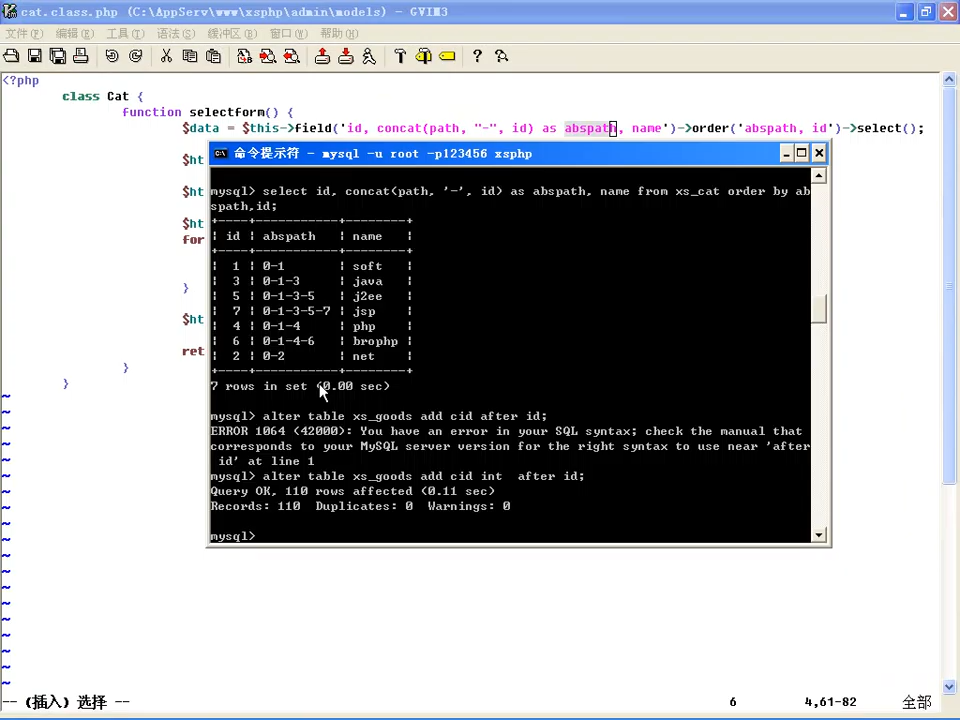 cat.class.php (C:\AppServ\www\xsphp\admin\models) - GVIM3
文件(F) 编辑(E) 工具(T) 语法(S) 缓冲区(B) 窗口(W) 帮助(H)
<?php
class Cat {
function selectform() {
$data = $this->field('id, concat(path, "-", id) as abspath, name')->order('abspath, id')->select();
$ht
$ht
$ht
for
}
$ht
ret
}
}
命令提示符 - mysql -u root -p123456 xsphp
mysql> select id, concat(path, '-', id) as abspath, name from xs_cat order by ab
spath,id;
+----+-----------+--------+
| id | abspath | name |
+----+-----------+--------+
| 1 | 0-1 | soft |
| 3 | 0-1-3 | java |
| 5 | 0-1-3-5 | j2ee |
| 7 | 0-1-3-5-7 | jsp |
| 4 | 0-1-4 | php |
| 6 | 0-1-4-6 | brophp |
| 2 | 0-2 | net |
+----+-----------+--------+
7 rows in set (0.00 sec)
mysql> alter table xs_goods add cid after id;
ERROR 1064 (42000): You have an error in your SQL syntax; check the manual that
corresponds to your MySQL server version for the right syntax to use near 'after
id' at line 1
mysql> alter table xs_goods add cid int  after id;
Query OK, 110 rows affected (0.11 sec)
Records: 110  Duplicates: 0  Warnings: 0
mysql>
-- (插入) 选择 -- 6 4,61-82 全部